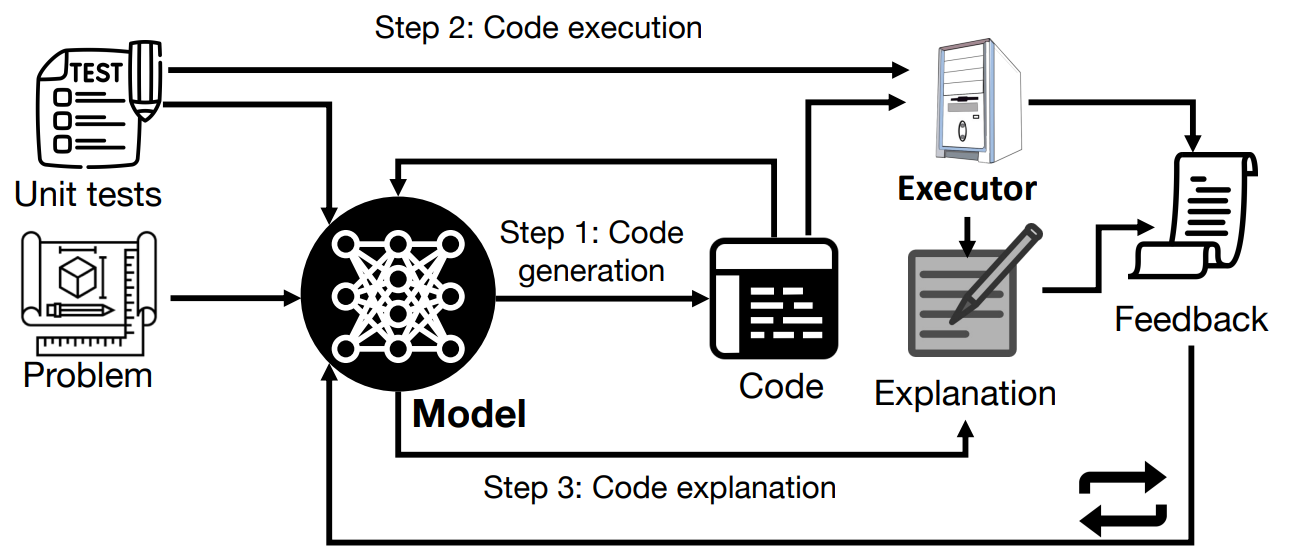 Step 2: Code execution
TEST
Unit tests
Executor
Step 1: Code
generation
Problem
Model
Code
Explanation
Feedback
Step 3: Code explanation